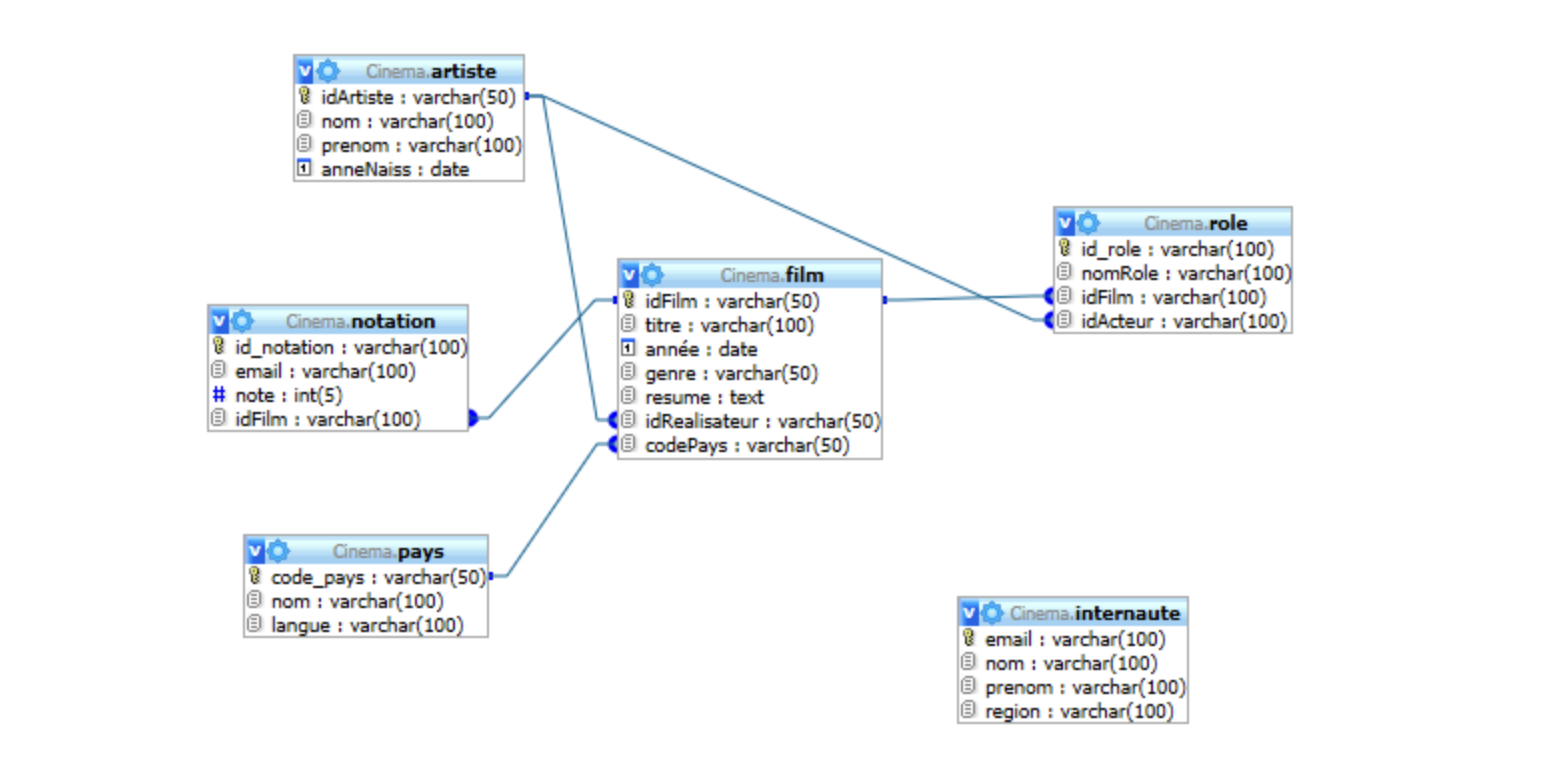 Cinema.artiste
idArtiste : varchar(50)
nom : varchar(100)
prenom : varchar(100)
anneNaiss : date
Cinema.role
id_role : varchar(100)
nomRole : varchar(100)
idFilm : varchar(100)
idActeur : varchar(100)
Cinema.film
idFilm : varchar(50)
titre : varchar(100)
année : date
genre : varchar(50)
resume : text
idRealisateur : varchar(50)
codePays : varchar(50)
Cinema.notation
id_notation : varchar(100)
email : varchar(100)
# note : int(5)
idFilm : varchar(100)
Cinema.pays
code_pays : varchar(50)
nom : varchar(100)
langue : varchar(100)
Cinema.internaute
email : varchar(100)
nom : varchar(100)
prenom : varchar(100)
region : varchar(100)